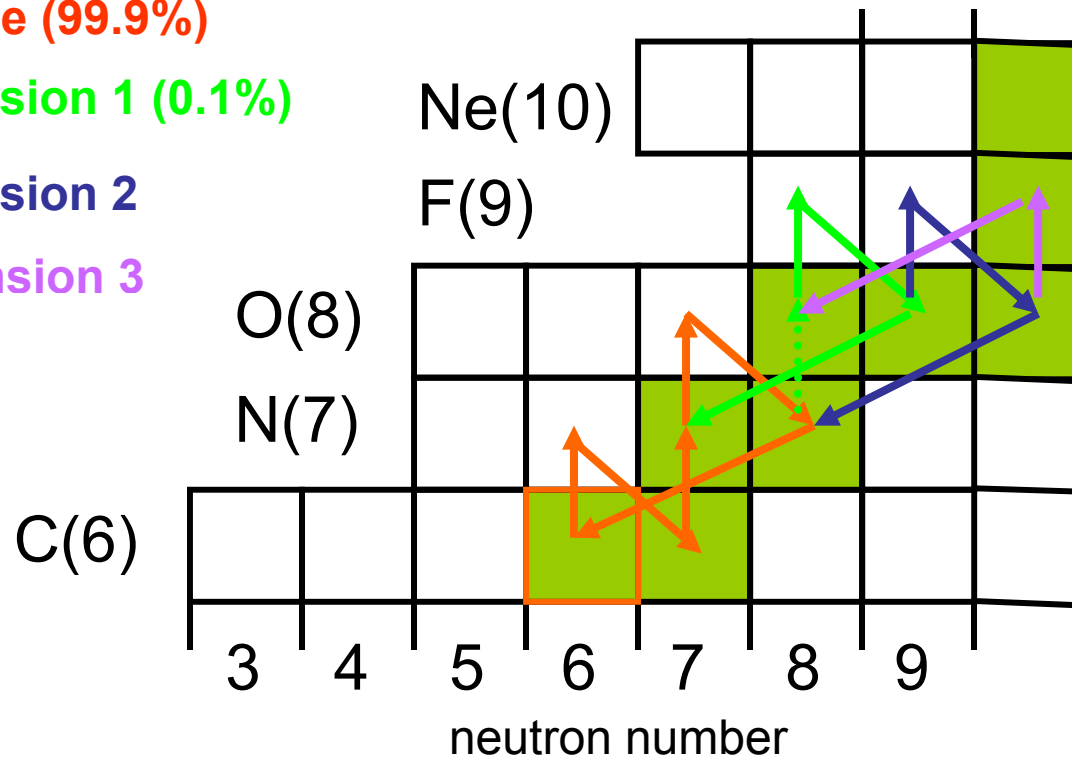 e (99.9%)
sion 1 (0.1%)
sion 2
nsion 3
Ne(10)
F(9)
O(8)
N(7)
C(6)
3 4 5 6 7 8 9
neutron number